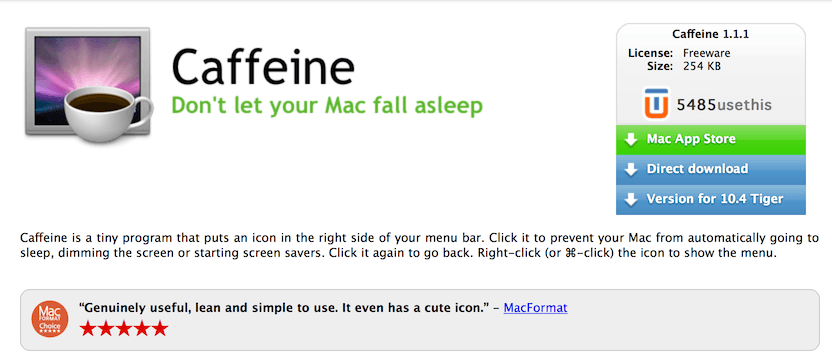 Caffeine
Don't let your Mac fall asleep
Caffeine 1.1.1
License: Freeware
Size: 254 KB
5485usethis
Mac App Store
Direct download
Version for 10.4 Tiger
Caffeine is a tiny program that puts an icon in the right side of your menu bar. Click it to prevent your Mac from automatically going to
sleep, dimming the screen or starting screen savers. Click it again to go back. Right-click (or ⌘-click) the icon to show the menu.
Mac
FORMAT
Choice
“Genuinely useful, lean and simple to use. It even has a cute icon.” – MacFormat